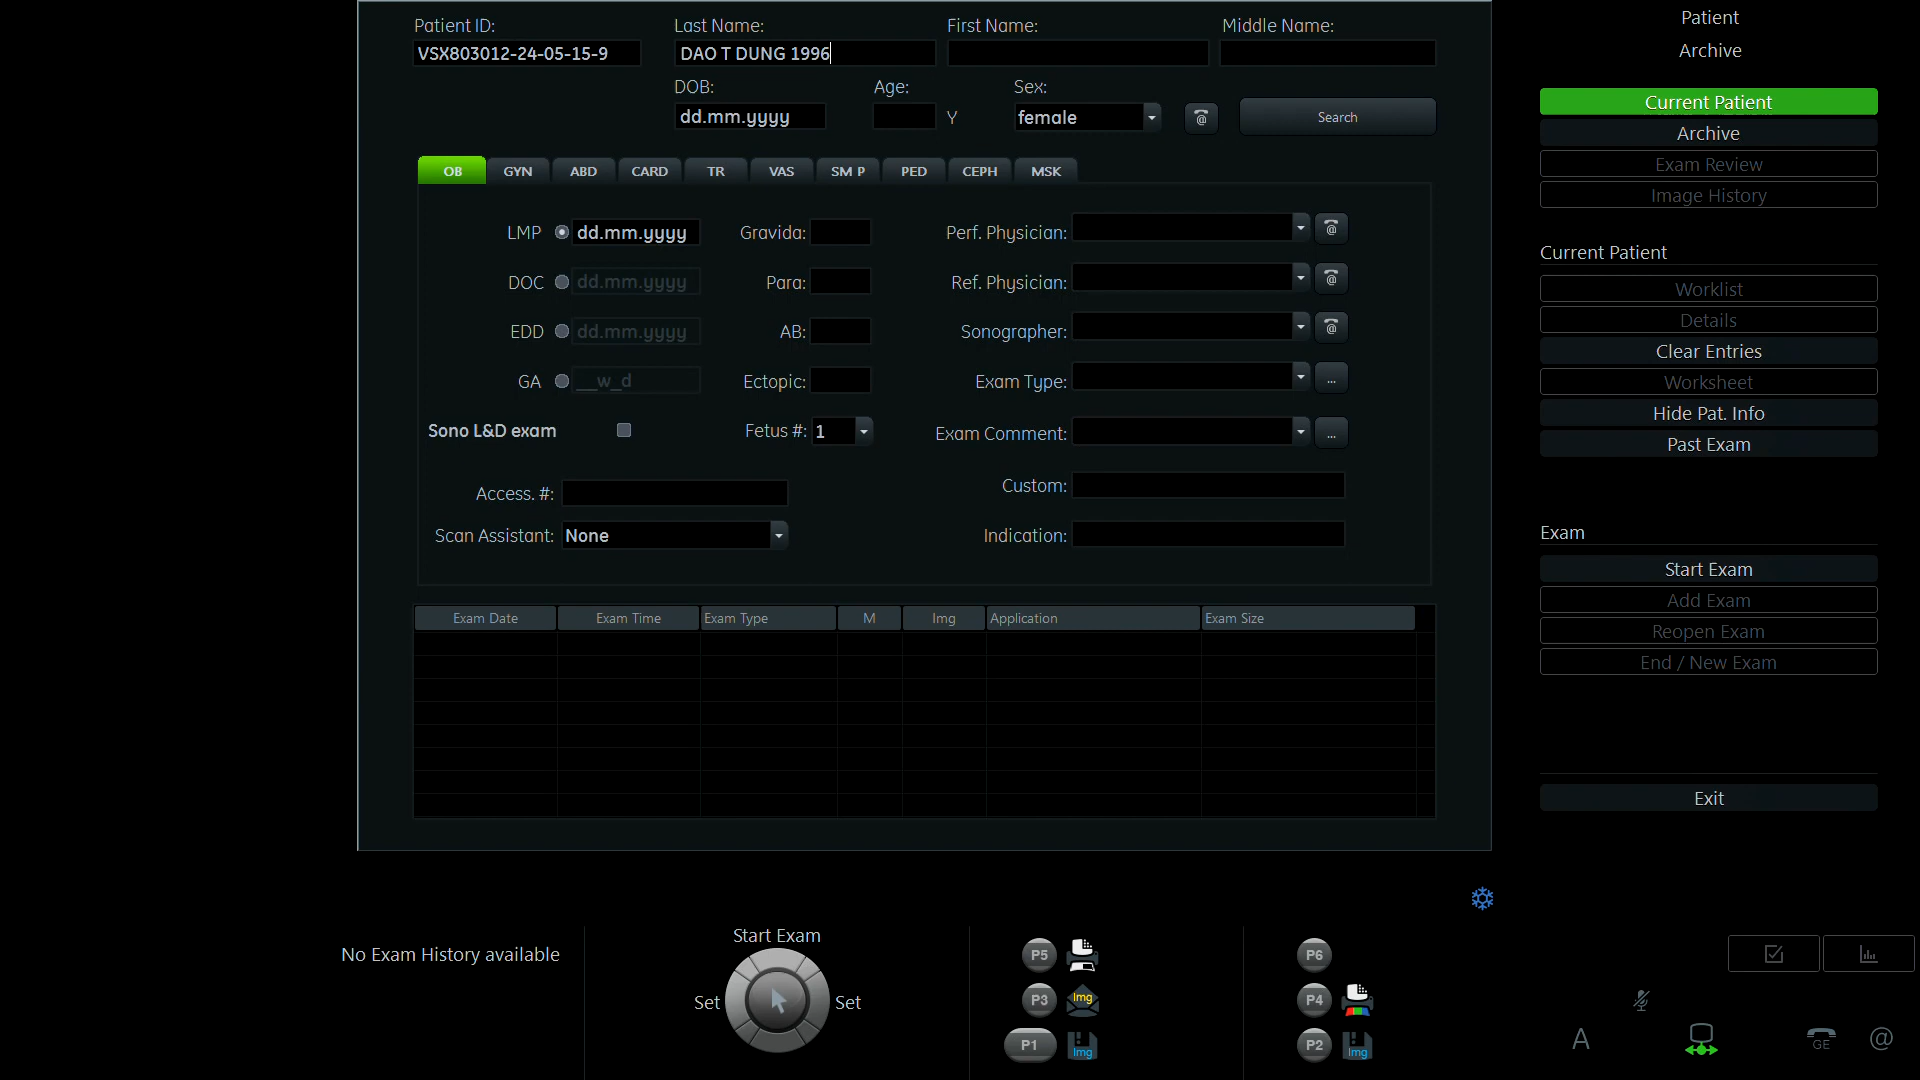 Patient ID: Last Name: First Name: Middle Name:
VSX803012-24-05-15-9 DAO T DUNG 1996
DOB: Age: Sex:
dd.mm.yyyy Y female @ Search
OB GYN ABD CARD TR VAS SM P PED CEPH MSK
LMP dd.mm.yyyy Gravida: Perf. Physician: @
DOC dd.mm.yyyy Para: Ref. Physician: @
EDD dd.mm.yyyy AB: Sonographer: @
GA __w_d Ectopic: Exam Type: ...
Sono L&D exam Fetus #: 1 Exam Comment: ...
Access. #: Custom:
Scan Assistant: None Indication:
Exam Date Exam Time Exam Type M Img Application Exam Size
Patient
Archive
Current Patient
Archive
Exam Review
Image History
Current Patient
Worklist
Details
Clear Entries
Worksheet
Hide Pat. Info
Past Exam
Exam
Start Exam
Add Exam
Reopen Exam
End / New Exam
Exit
No Exam History available
Start Exam
Set Set
P5
P3 Img
P1 Img
P6
P4
P2 Img
A GE @